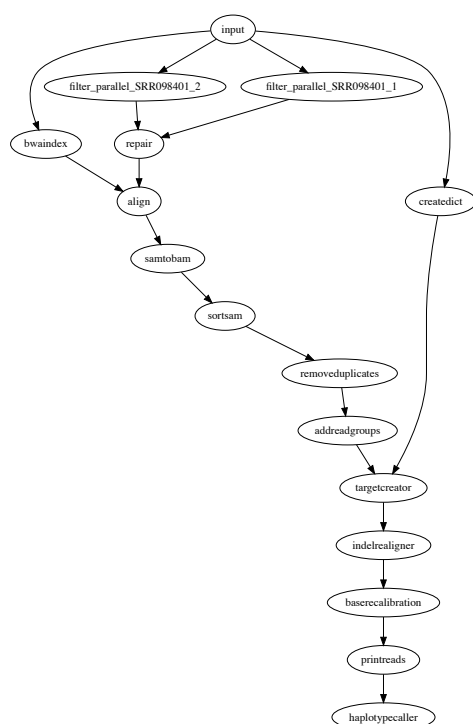 input
filter_parallel_SRR098401_2
filter_parallel_SRR098401_1
bwaindex
repair
align
createdict
samtobam
sortsam
removeduplicates
addreadgroups
targetcreator
indelrealigner
baserecalibration
printreads
haplotypecaller